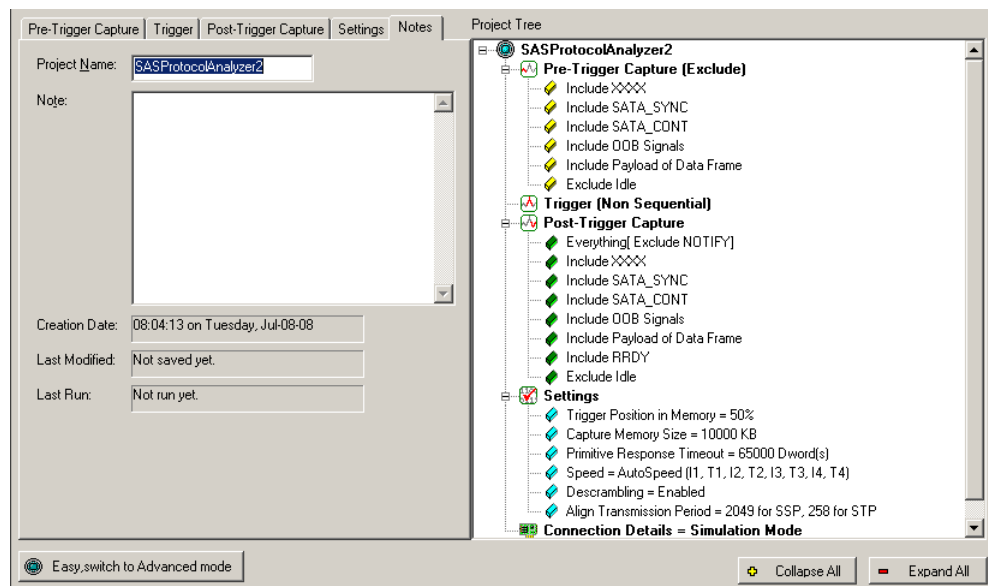 Pre-Trigger Capture Trigger Post-Trigger Capture Settings Notes
Project Name: SASProtocolAnalyzer2
Note:
Creation Date: 08:04:13 on Tuesday, Jul-08-08
Last Modified: Not saved yet.
Last Run: Not run yet.
Easy,switch to Advanced mode
Project Tree
SASProtocolAnalyzer2
Pre-Trigger Capture (Exclude)
Include XXXX
Include SATA_SYNC
Include SATA_CONT
Include OOB Signals
Include Payload of Data Frame
Exclude Idle
Trigger (Non Sequential)
Post-Trigger Capture
Everything[ Exclude NOTIFY]
Include XXXX
Include SATA_SYNC
Include SATA_CONT
Include OOB Signals
Include Payload of Data Frame
Include RRDY
Exclude Idle
Settings
Trigger Position in Memory = 50%
Capture Memory Size = 10000 KB
Primitive Response Timeout = 65000 Dword(s)
Speed = AutoSpeed (I1, T1, I2, T2, I3, T3, I4, T4)
Descrambling = Enabled
Align Transmission Period = 2049 for SSP, 258 for STP
Connection Details = Simulation Mode
Collapse All Expand All